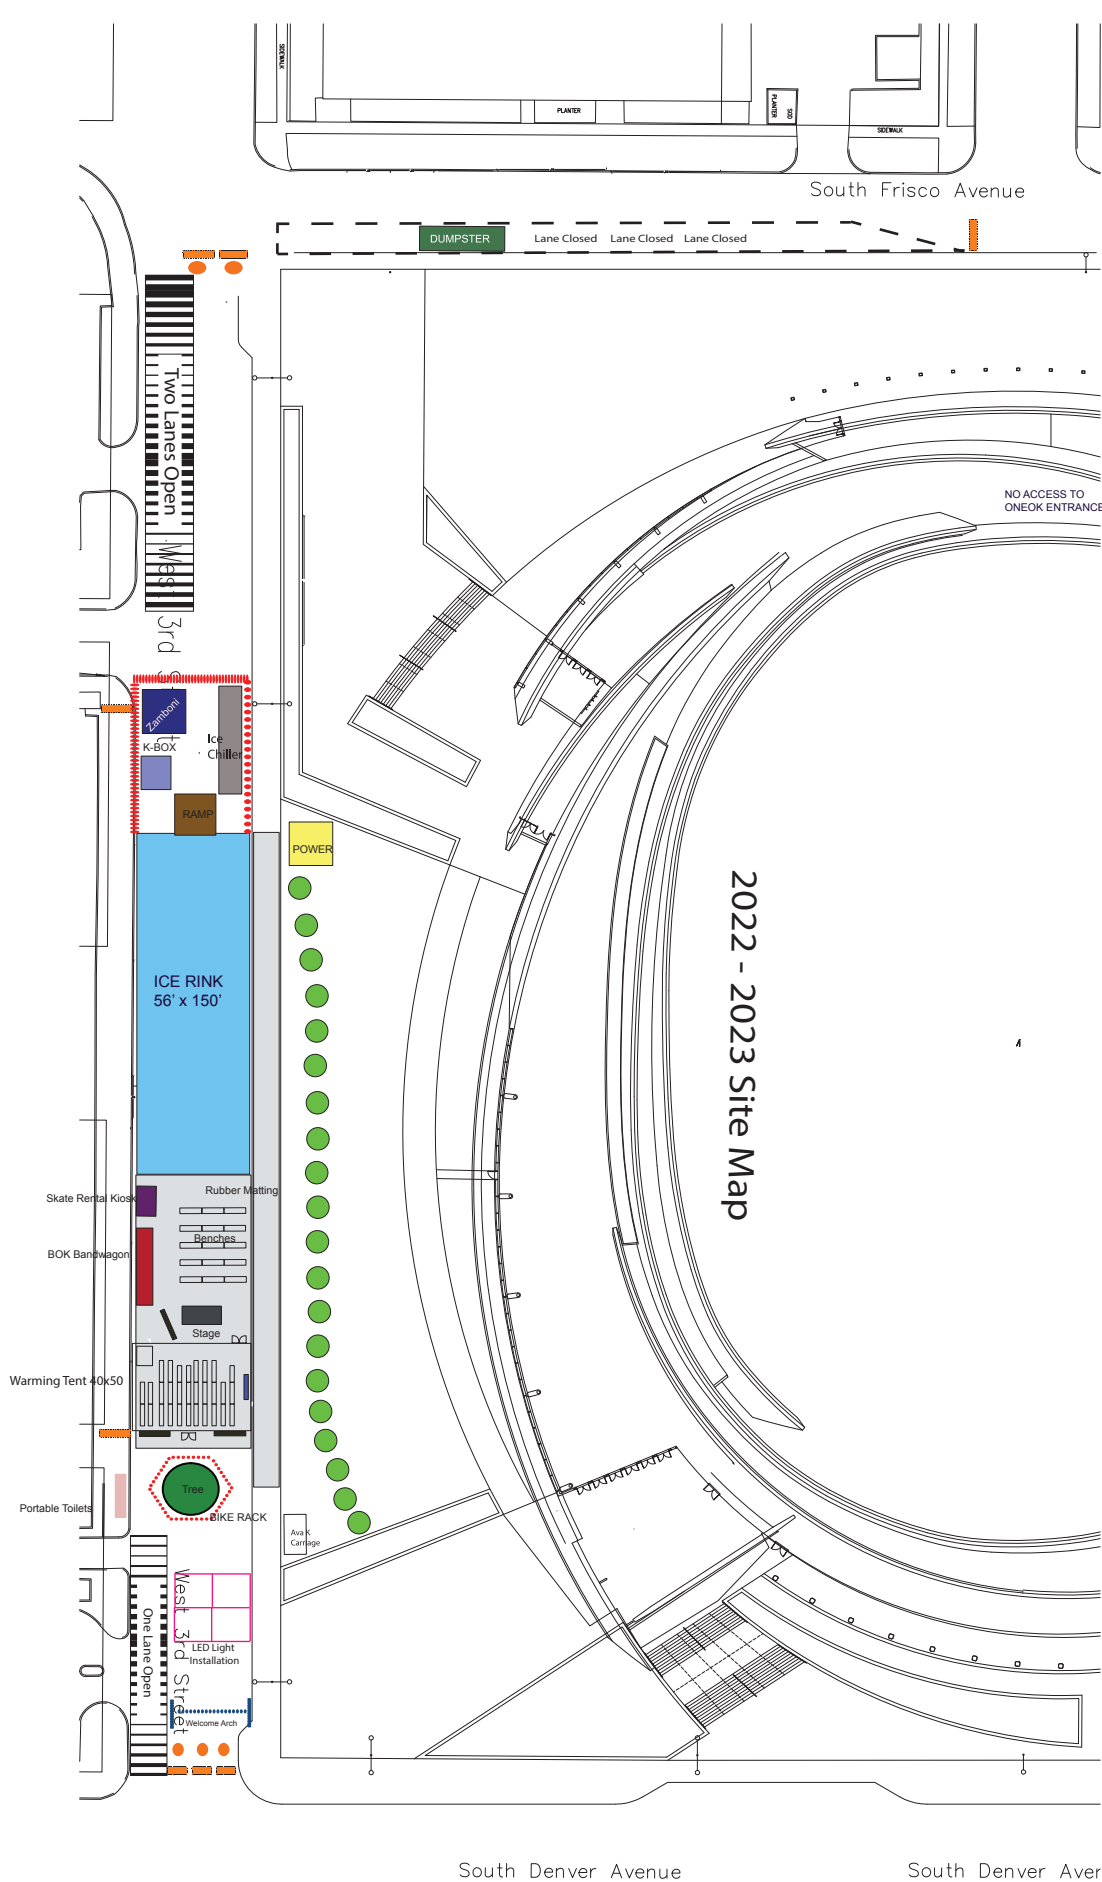 SIDEWALK
PLANTER
PLANTER
SOD
SIDEWALK
South Frisco Avenue
DUMPSTER
Lane Closed
Lane Closed
Lane Closed
Two Lanes Open
NO ACCESS TO
ONEOK ENTRANCE
West 3rd St
Zamboni
K-BOX
Ice
Chiller
RAMP
POWER
2022 - 2023 Site Map
ICE RINK
56' x 150'
Skate Rental Kiosk
Rubber Matting
BOK Bandwagon
Benches
Stage
Warming Tent 40x50
Tree
Portable Toilets
BIKE RACK
Ava K
Carriage
West 3rd Street
One Lane Open
LED Light
Installation
Welcome Arch
South Denver Avenue
South Denver Aven